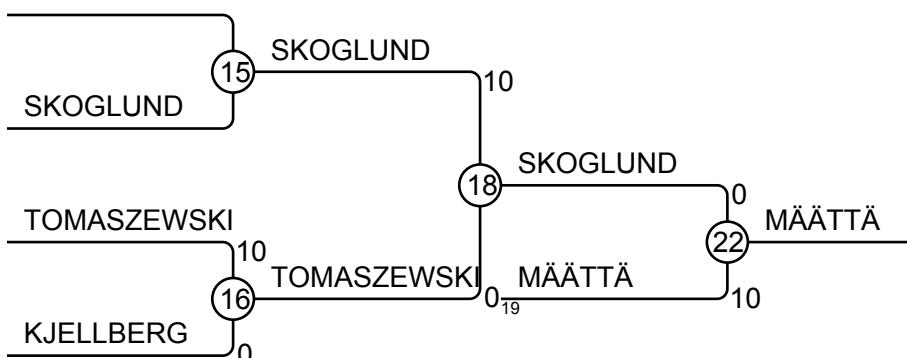 SKOGLUND
15
10
SKOGLUND
SKOGLUND
18
0
TOMASZEWSKI
MÄÄTTÄ
22
10
TOMASZEWSKI
MÄÄTTÄ
16
0
19
10
KJELLBERG
0